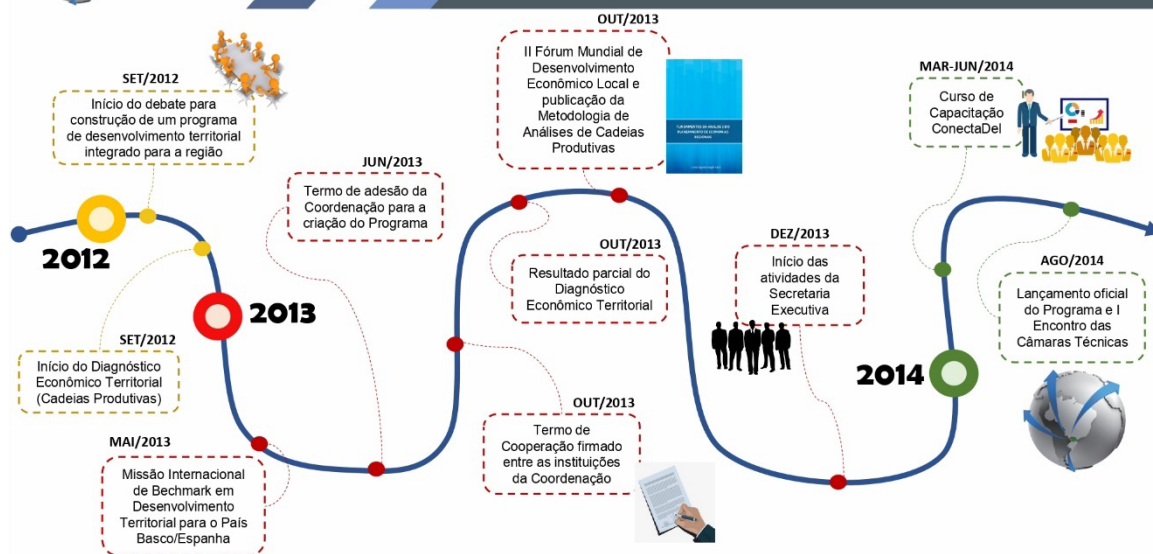 SET/2012
Início do debate para
construção de um programa
de desenvolvimento territorial
integrado para a região
2012
SET/2012
Início do Diagnóstico
Econômico Territorial
(Cadeias Produtivas)
2013
MAI/2013
Missão Internacional
de Bechmark em
Desenvolvimento
Territorial para o País
Basco/Espanha
JUN/2013
Termo de adesão da
Coordenação para a
criação do Programa
OUT/2013
Termo de
Cooperação firmado
entre as instituições
da Coordenação
OUT/2013
Resultado parcial do
Diagnóstico
Econômico Territorial
OUT/2013
II Fórum Mundial de
Desenvolvimento
Econômico Local e
publicação da
Metodologia de
Análises de Cadeias
Produtivas
DEZ/2013
Início das
atividades da
Secretaria
Executiva
2014
MAR-JUN/2014
Curso de
Capacitação
ConectaDel
AGO/2014
Lançamento oficial
do Programa e I
Encontro das
Câmaras Técnicas